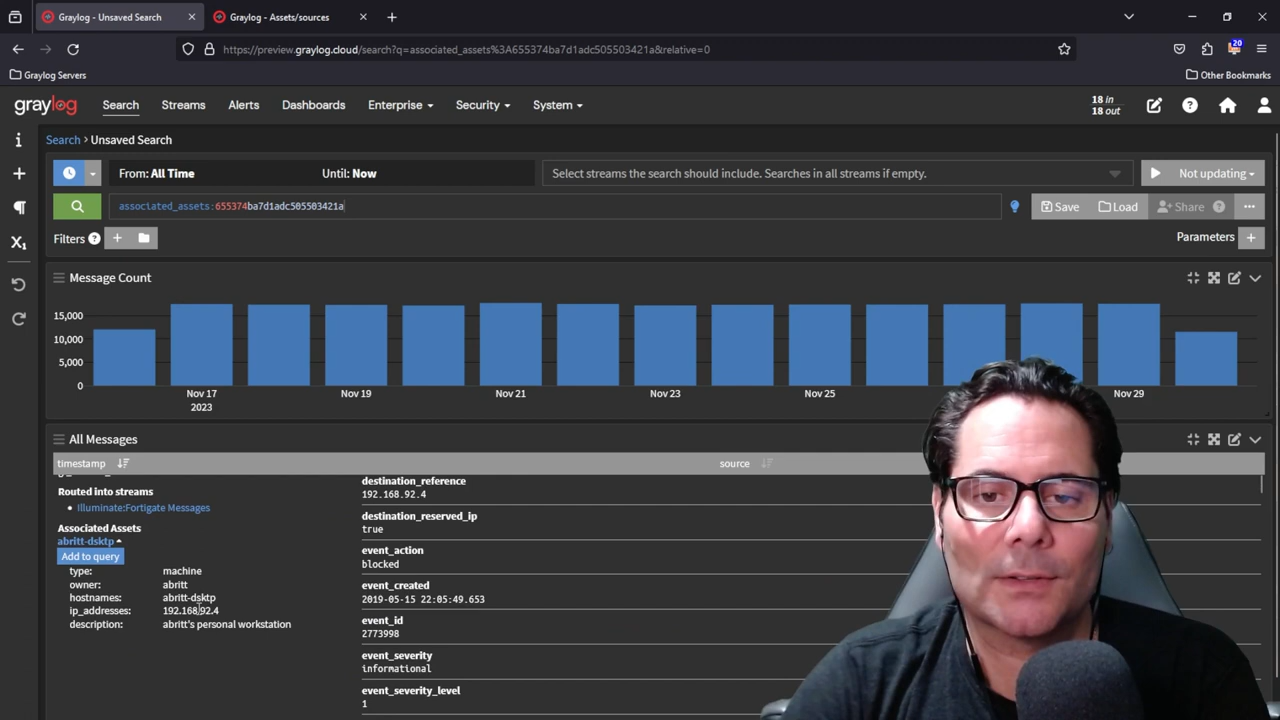 Graylog - Unsaved Search
Graylog - Assets/sources
https://preview.graylog.cloud/search?q=associated_assets%3A655374ba7d1adc505503421a&relative=0
20
Graylog Servers
Other Bookmarks
graylog
Search
Streams
Alerts
Dashboards
Enterprise
Security
System
18 in
18 out
Search > Unsaved Search
From: All Time
Until: Now
Select streams the search should include. Searches in all streams if empty.
Not updating
associated_assets:655374ba7d1adc505503421a
Save
Load
Share
Filters
Parameters
Message Count
15,000
10,000
5,000
0
Nov 17
2023
Nov 19
Nov 21
Nov 23
Nov 25
Nov 29
All Messages
timestamp
source
Routed into streams
Illuminate:Fortigate Messages
Associated Assets
abritt-dsktp
Add to query
type: machine
owner: abritt
hostnames: abritt-dsktp
ip_addresses: 192.168.92.4
description: abritt's personal workstation
destination_reference
192.168.92.4
destination_reserved_ip
true
event_action
blocked
event_created
2019-05-15 22:05:49.653
event_id
2773998
event_severity
informational
event_severity_level
1